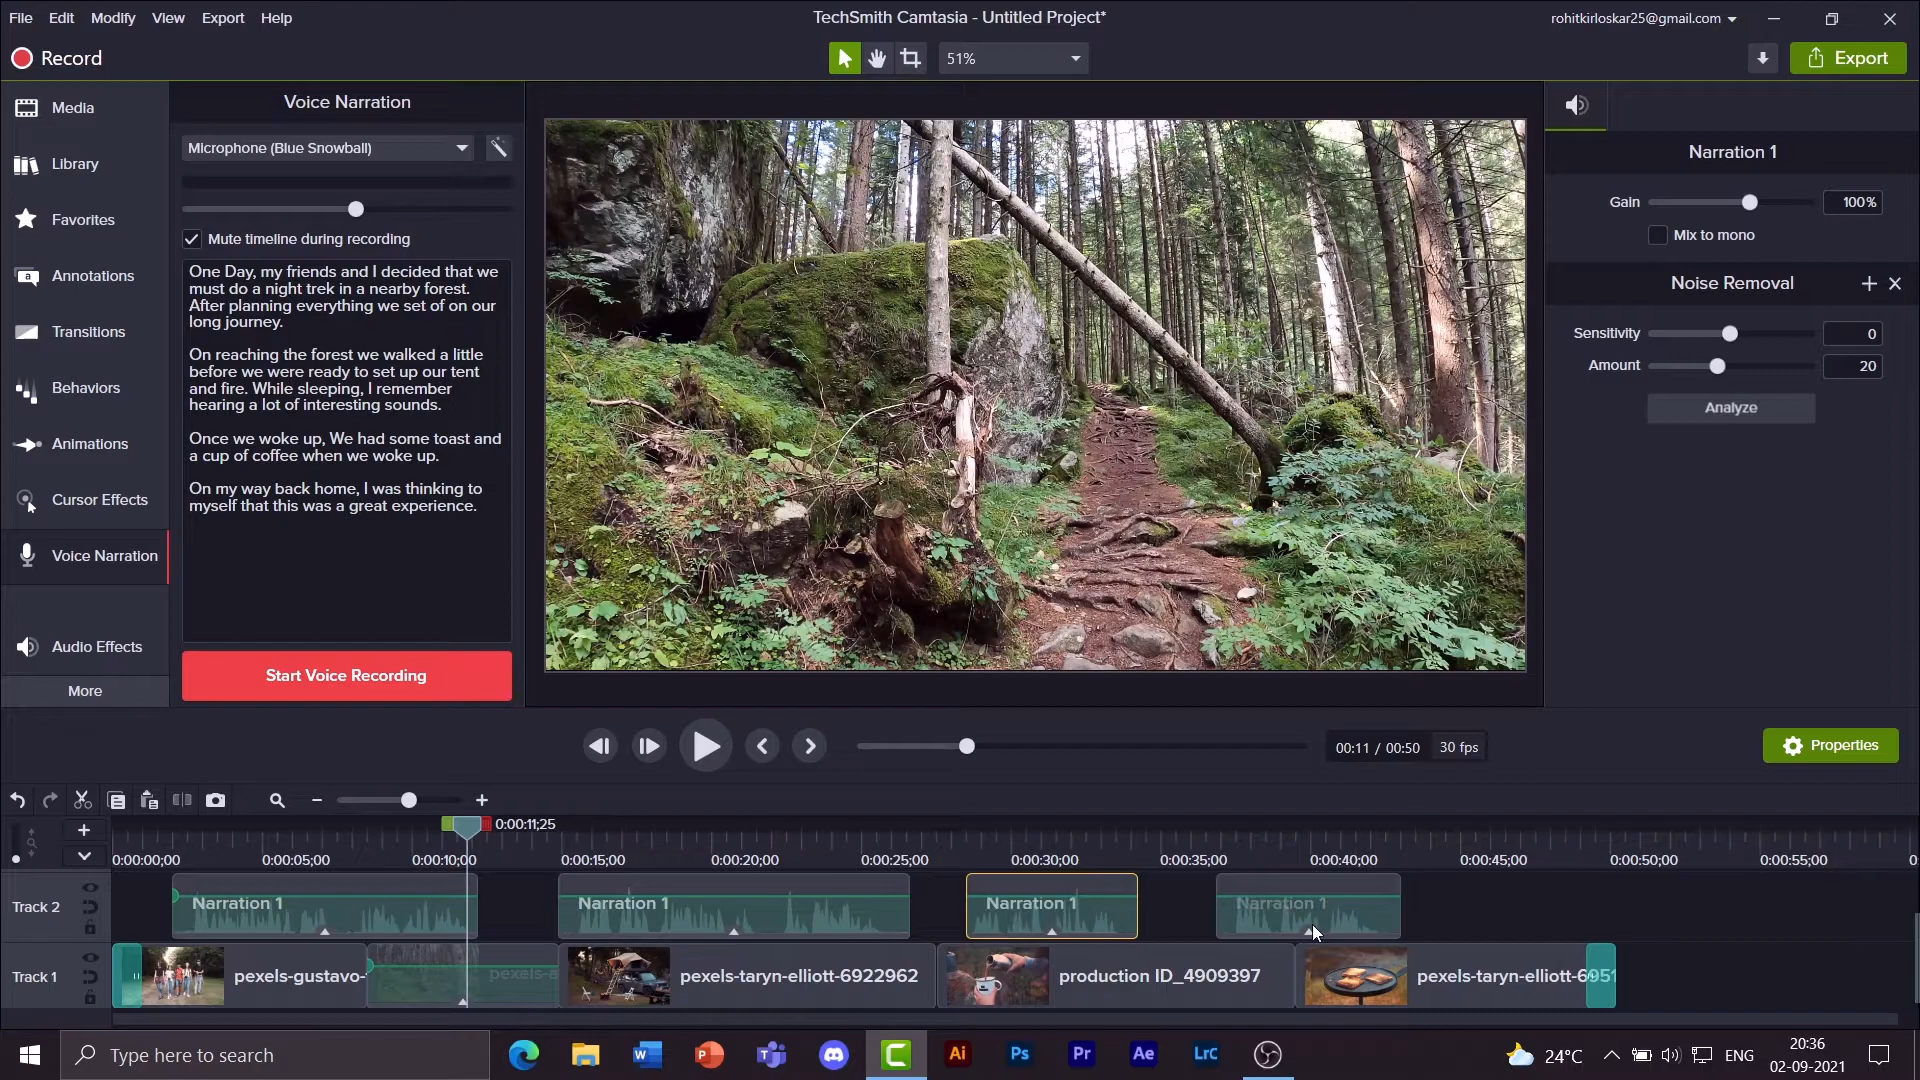 File Edit Modify View Export Help
TechSmith Camtasia - Untitled Project*
rohitkirloskar25@gmail.com
Record
51%
Export
Media
Library
Favorites
Annotations
Transitions
Behaviors
Animations
Cursor Effects
Voice Narration
Audio Effects
More
Voice Narration
Microphone (Blue Snowball)
Mute timeline during recording
One Day, my friends and I decided that we
must do a night trek in a nearby forest.
After planning everything we set of on our
long journey.
On reaching the forest we walked a little
before we were ready to set up our tent
and fire. While sleeping, I remember
hearing a lot of interesting sounds.
Once we woke up, We had some toast and
a cup of coffee when we woke up.
On my way back home, I was thinking to
myself that this was a great experience.
Start Voice Recording
Narration 1
Gain 100%
Mix to mono
Noise Removal
Sensitivity 0
Amount 20
Analyze
00:11 / 00:50 30 fps
Properties
0:00:11;25
0:00:00;00 0:00:05;00 0:00:10;00 0:00:15;00 0:00:20;00 0:00:25;00 0:00:30;00 0:00:35;00 0:00:40;00 0:00:45;00 0:00:50;00 0:00:55;00
Track 2 Narration 1 Narration 1 Narration 1 Narration 1
Track 1 pexels-gustavo- pexels-a pexels-taryn-elliott-6922962 production ID_4909397 pexels-taryn-elliott-6951
Type here to search
Ai Ps Pr Ae LrC
24°C ENG
20:36
02-09-2021